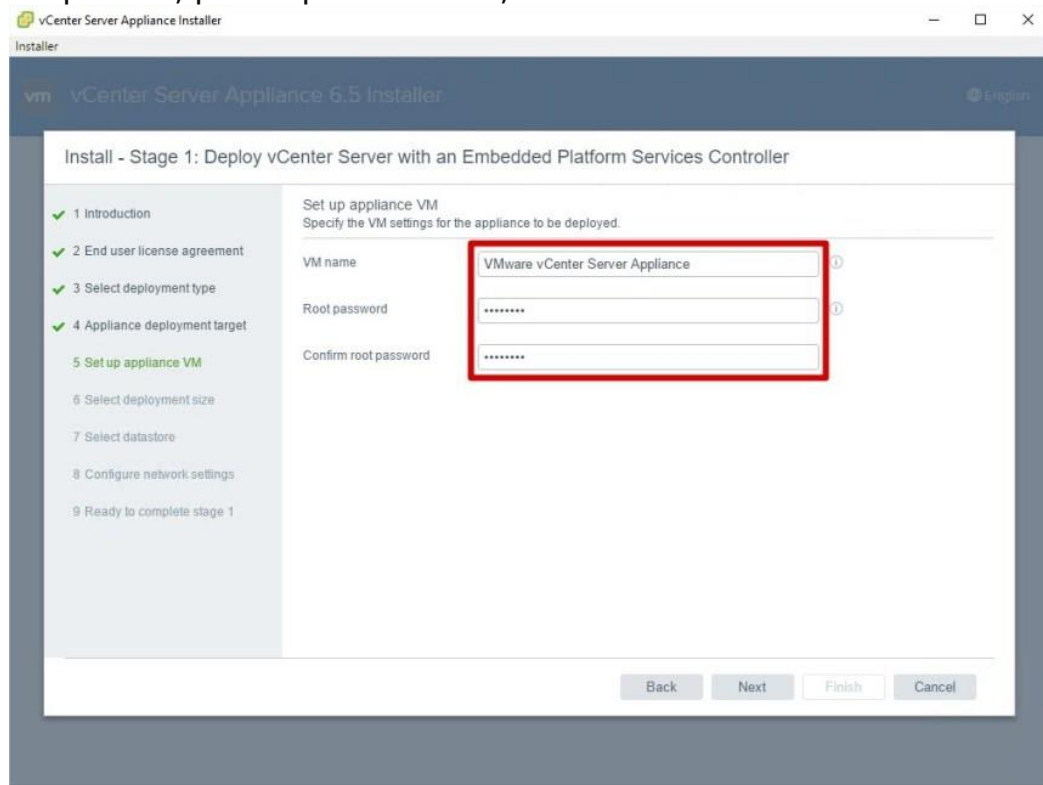 vCenter Server Appliance Installer
Installer
vm vCenter Server Appliance 6.5 Installer
English
Install - Stage 1: Deploy vCenter Server with an Embedded Platform Services Controller
1 Introduction
2 End user license agreement
3 Select deployment type
4 Appliance deployment target
5 Set up appliance VM
6 Select deployment size
7 Select datastore
8 Configure network settings
9 Ready to complete stage 1
Set up appliance VM
Specify the VM settings for the appliance to be deployed.
VM name
VMware vCenter Server Appliance
Root password
••••••••
Confirm root password
••••••••
Back Next Finish Cancel